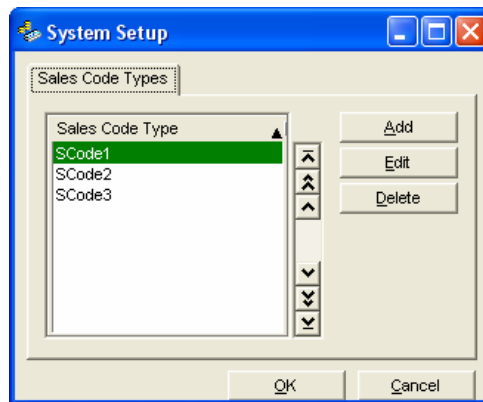 System Setup
Sales Code Types
Sales Code Type
SCode1
SCode2
SCode3
Add
Edit
Delete
OK
Cancel